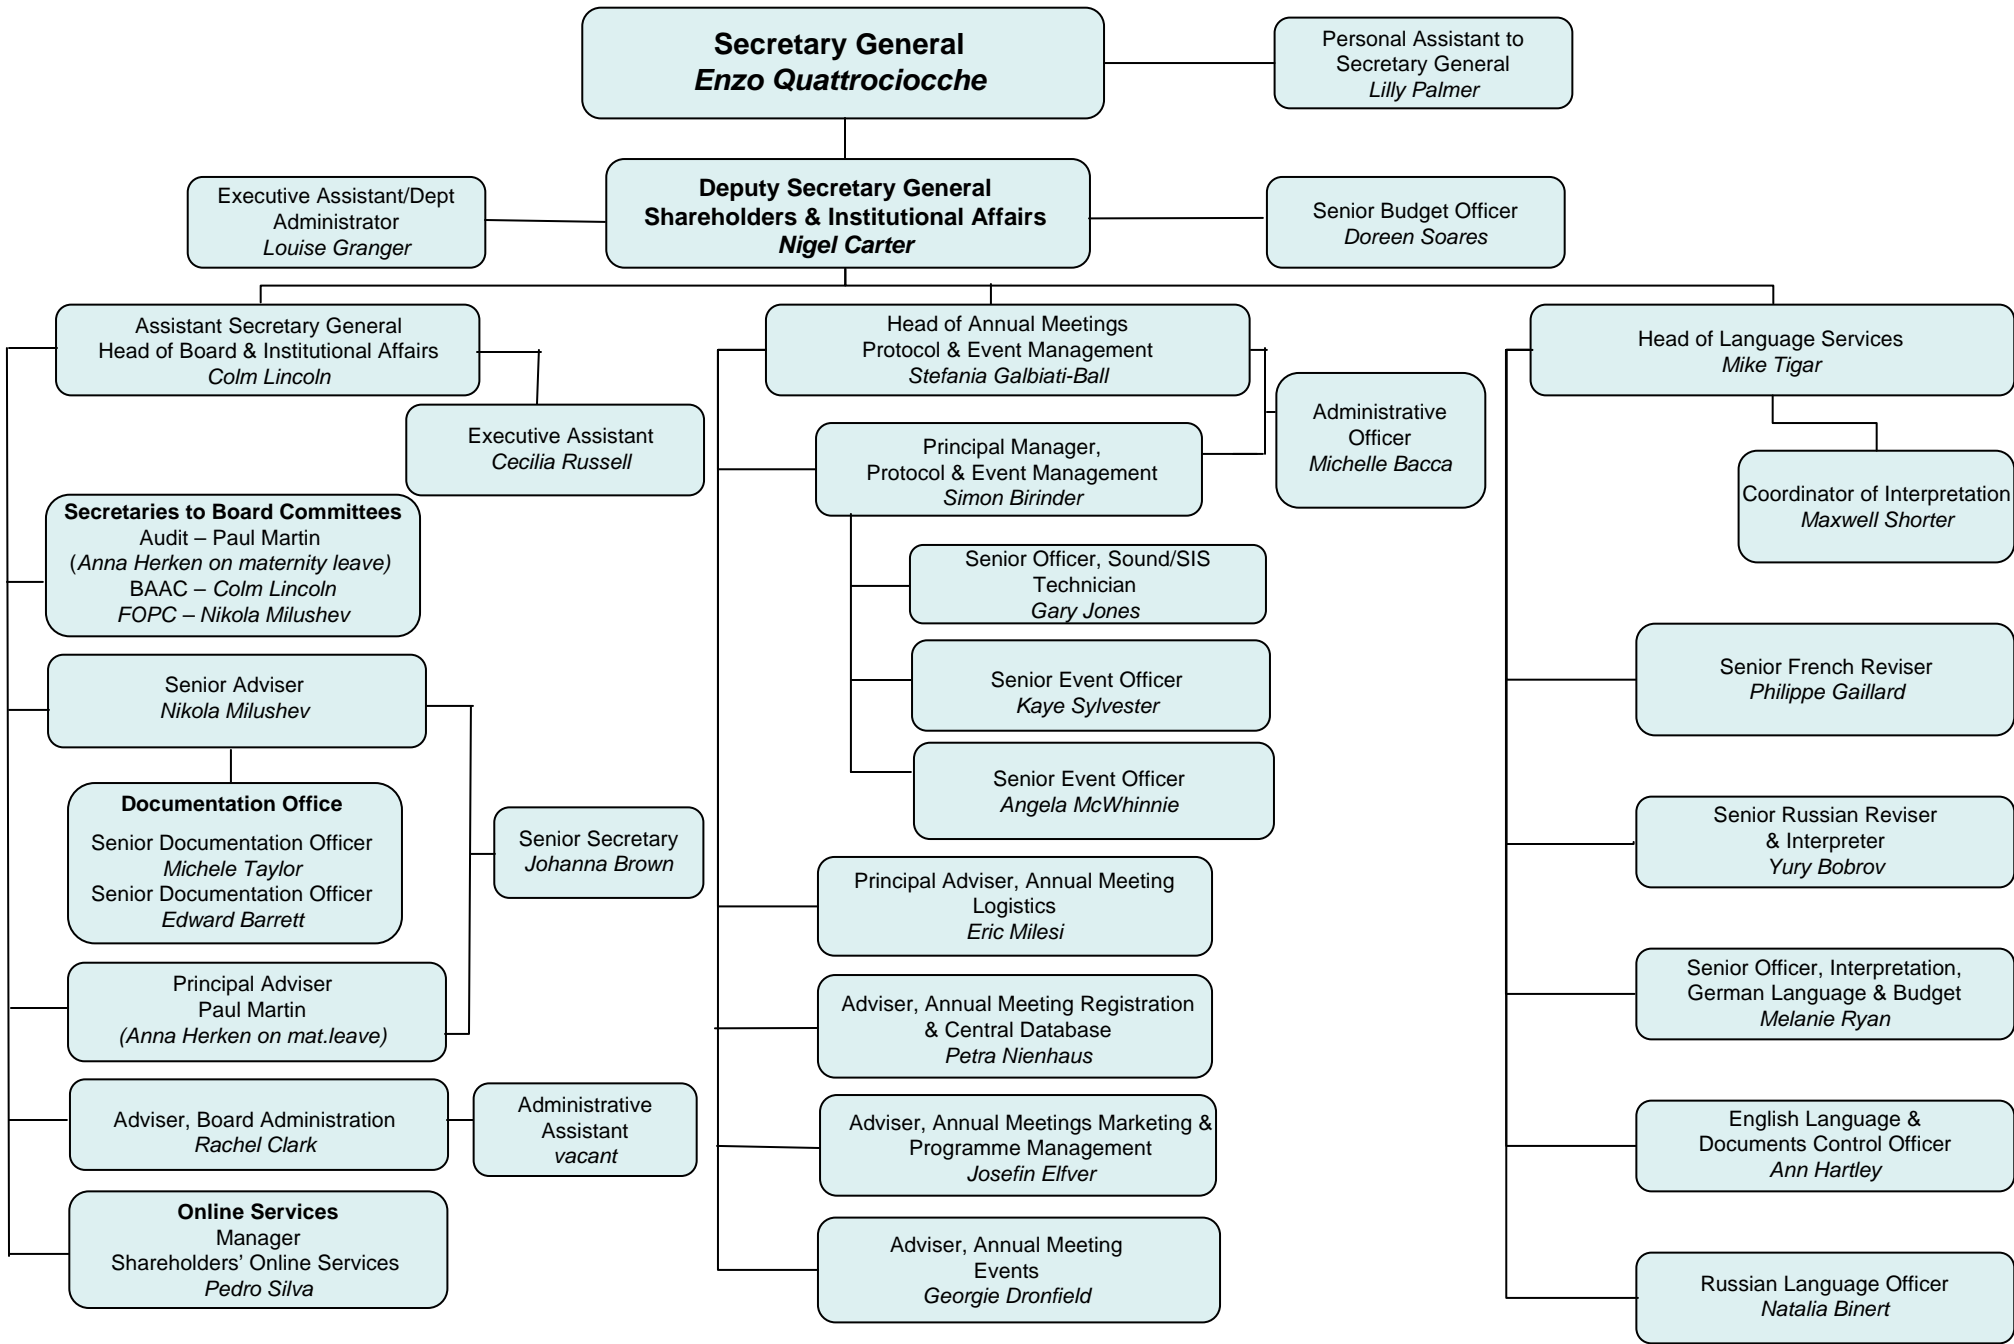 Secretary General
Enzo Quattrociocche
Personal Assistant to
Secretary General
Lilly Palmer
Executive Assistant/Dept
Administrator
Louise Granger
Deputy Secretary General
Shareholders & Institutional Affairs
Nigel Carter
Senior Budget Officer
Doreen Soares
Assistant Secretary General
Head of Board & Institutional Affairs
Colm Lincoln
Executive Assistant
Cecilia Russell
Secretaries to Board Committees
Audit – Paul Martin
(Anna Herken on maternity leave)
BAAC – Colm Lincoln
FOPC – Nikola Milushev
Senior Adviser
Nikola Milushev
Documentation Office
Senior Documentation Officer
Michele Taylor
Senior Documentation Officer
Edward Barrett
Senior Secretary
Johanna Brown
Principal Adviser
Paul Martin
(Anna Herken on mat.leave)
Adviser, Board Administration
Rachel Clark
Administrative
Assistant
vacant
Online Services
Manager
Shareholders’ Online Services
Pedro Silva
Head of Annual Meetings
Protocol & Event Management
Stefania Galbiati-Ball
Administrative
Officer
Michelle Bacca
Principal Manager,
Protocol & Event Management
Simon Birinder
Senior Officer, Sound/SIS
Technician
Gary Jones
Senior Event Officer
Kaye Sylvester
Senior Event Officer
Angela McWhinnie
Principal Adviser, Annual Meeting
Logistics
Eric Milesi
Adviser, Annual Meeting Registration
& Central Database
Petra Nienhaus
Adviser, Annual Meetings Marketing &
Programme Management
Josefin Elfver
Adviser, Annual Meeting
Events
Georgie Dronfield
Head of Language Services
Mike Tigar
Coordinator of Interpretation
Maxwell Shorter
Senior French Reviser
Philippe Gaillard
Senior Russian Reviser
& Interpreter
Yury Bobrov
Senior Officer, Interpretation,
German Language & Budget
Melanie Ryan
English Language &
Documents Control Officer
Ann Hartley
Russian Language Officer
Natalia Binert